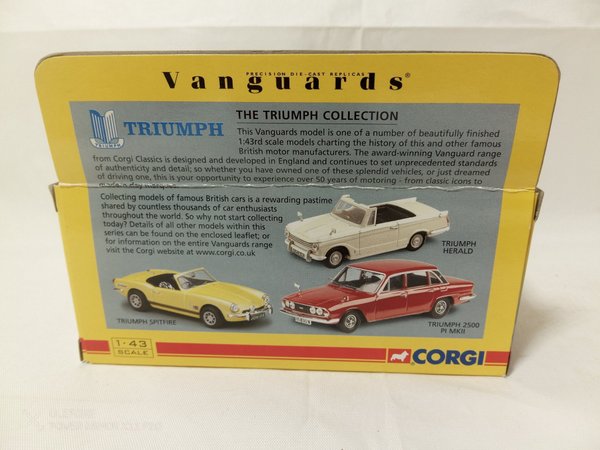 Vanguards®
PRECISION DIE-CAST REPLICAS
TRIUMPH
TRIUMPH
THE TRIUMPH COLLECTION
This Vanguards model is one of a number of beautifully finished
1:43rd scale models charting the history of this and other famous
British motor manufacturers. The award-winning Vanguard range
from Corgi Classics is designed and developed in England and continues to set unprecedented standards
of authenticity and detail; so whether you have owned one of these splendid vehicles, or just dreamed
of driving one, this is your opportunity to experience over 50 years of motoring - from classic icons to
Collecting models of famous British cars is a rewarding pastime
shared by countless thousands of car enthusiasts
throughout the world. So why not start collecting
today? Details of all other models within this
series can be found on the enclosed leaflet; or
for information on the entire Vanguards range
visit the Corgi website at www.corgi.co.uk
TRIUMPH
HERALD
TRIUMPH SPITFIRE
TRIUMPH 2500
PI MKII
1:43
SCALE
CORGI